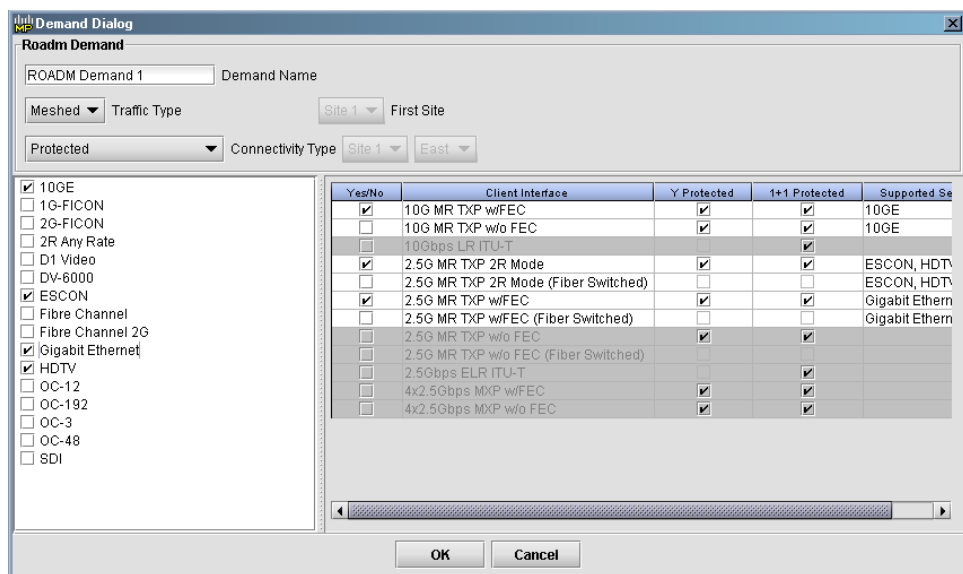 MP Demand Dialog
Roadm Demand
ROADM Demand 1 Demand Name
Meshed Traffic Type Site 1 First Site
Protected Connectivity Type Site 1 East
10GE
1G-FICON
2G-FICON
2R Any Rate
D1 Video
DV-6000
ESCON
Fibre Channel
Fibre Channel 2G
Gigabit Ethernet
HDTV
OC-12
OC-192
OC-3
OC-48
SDI
Yes/No Client Interface Y Protected 1+1 Protected Supported Se
10G MR TXP w/FEC 10GE
10G MR TXP w/o FEC 10GE
10Gbps LR ITU-T
2.5G MR TXP 2R Mode ESCON, HDTV
2.5G MR TXP 2R Mode (Fiber Switched) ESCON, HDTV
2.5G MR TXP w/FEC Gigabit Ethern
2.5G MR TXP w/FEC (Fiber Switched) Gigabit Ethern
2.5G MR TXP w/o FEC
2.5G MR TXP w/o FEC (Fiber Switched)
2.5Gbps ELR ITU-T
4x2.5Gbps MXP w/FEC
4x2.5Gbps MXP w/o FEC
OK Cancel